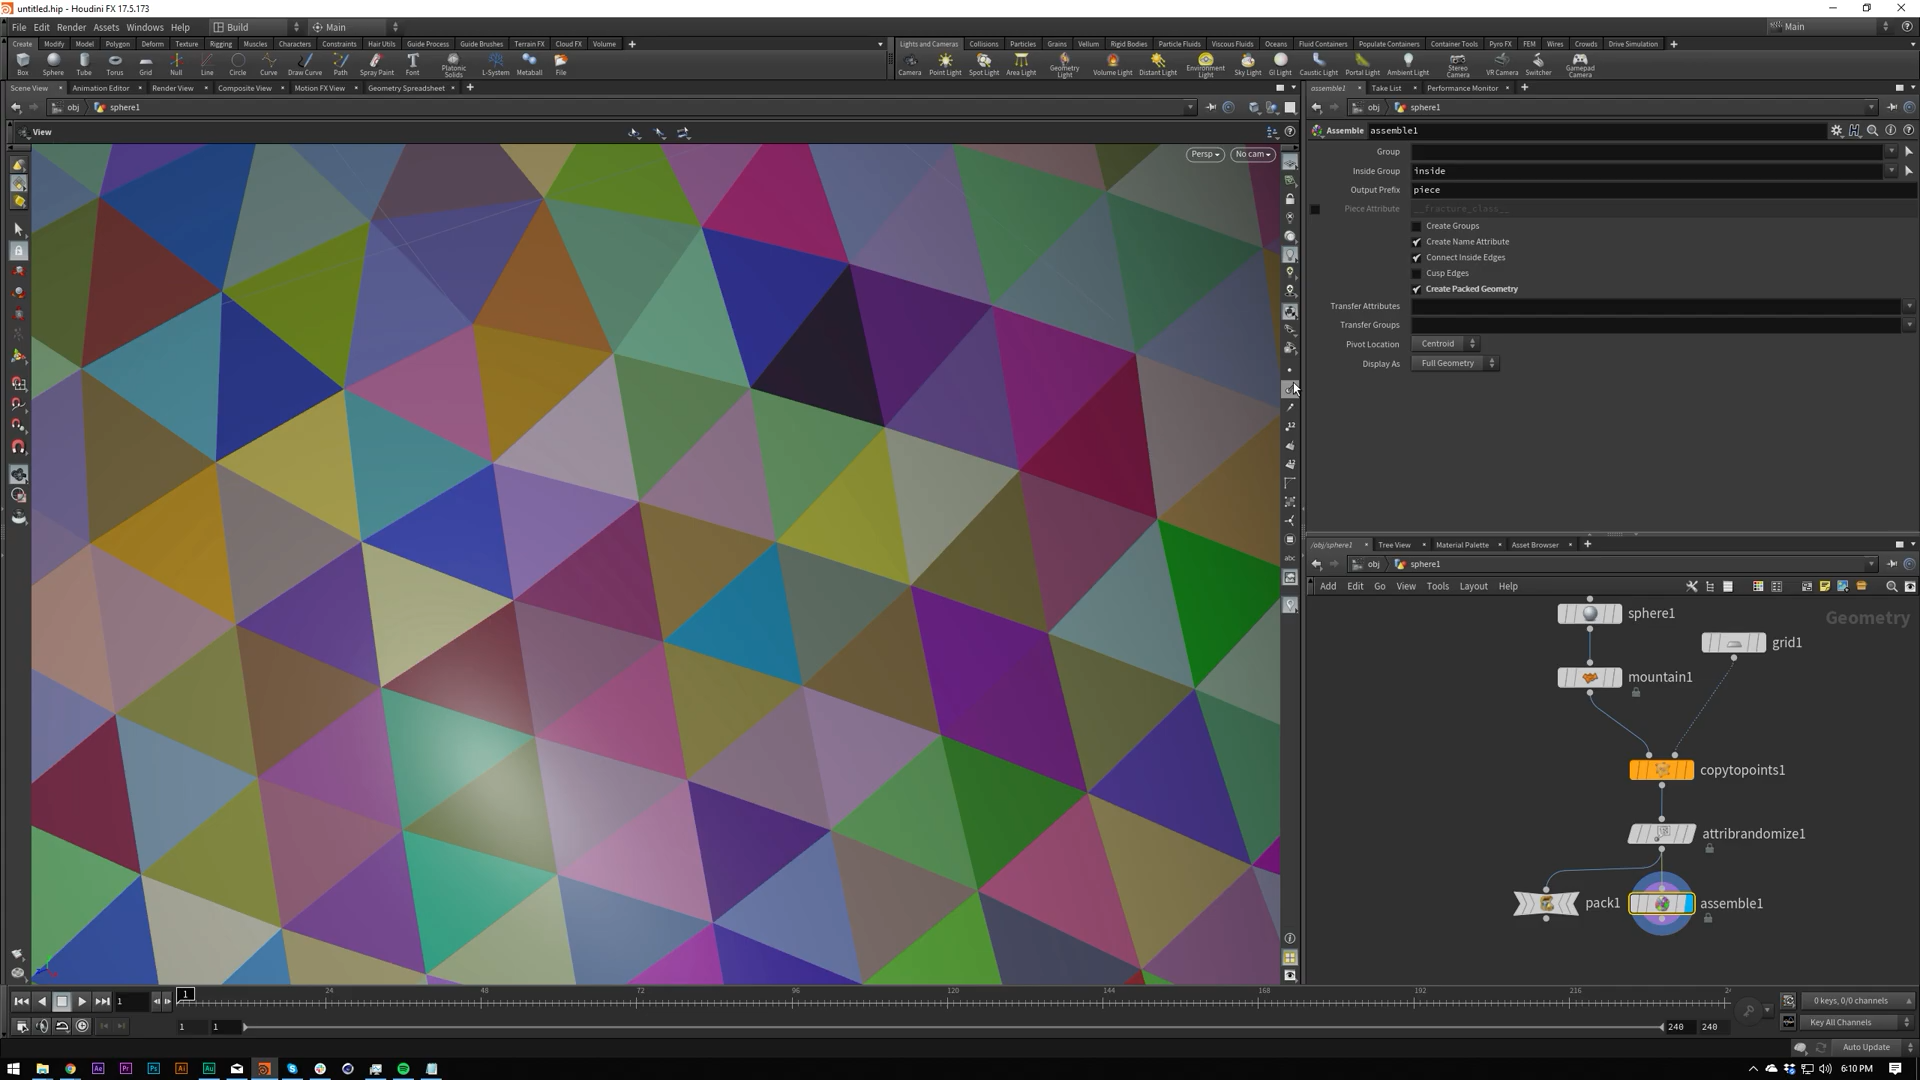 untitled.hip - Houdini FX 17.5.173
File Edit Render Assets Windows Help Build Main Main
Create Modify Model Polygon Deform Texture Rigging Muscles Characters Constraints Hair Utils Guide Process Guide Brushes Terrain FX Cloud FX Volume
Lights and Cameras Collisions Particles Grains Vellum Rigid Bodies Particle Fluids Viscous Fluids Oceans Fluid Containers Populate Containers Container Tools Pyro FX FEM Wires Crowds Drive Simulation
Box Sphere Tube Torus Grid Null Line Circle Curve Draw Curve Path Spray Paint Font Platonic Solids L-System Metaball File
Camera Point Light Spot Light Area Light Geometry Light Volume Light Distant Light Environment Light Sky Light GI Light Caustic Light Portal Light Ambient Light Stereo Camera VR Camera Switcher Gamepad Camera
Scene View Animation Editor Render View Composite View Motion FX View Geometry Spreadsheet
assemble1 Take List Performance Monitor
obj sphere1
obj sphere1
View
Persp No cam
Assemble assemble1
Group
Inside Group inside
Output Prefix piece
Piece Attribute __fracture_class__
Create Groups
Create Name Attribute
Connect Inside Edges
Cusp Edges
Create Packed Geometry
Transfer Attributes
Transfer Groups
Pivot Location Centroid
Display As Full Geometry
/obj/sphere1 Tree View Material Palette Asset Browser
obj sphere1
Add Edit Go View Tools Layout Help
Geometry
sphere1
grid1
mountain1
copytopoints1
attribrandomize1
pack1
assemble1
12
abc
1 1 24 48 72 96 120 144 168 192 216
0 keys, 0/0 channels
1 1 240 240
Key All Channels
Auto Update
Ae Pr Ps Ai Au
6:10 PM